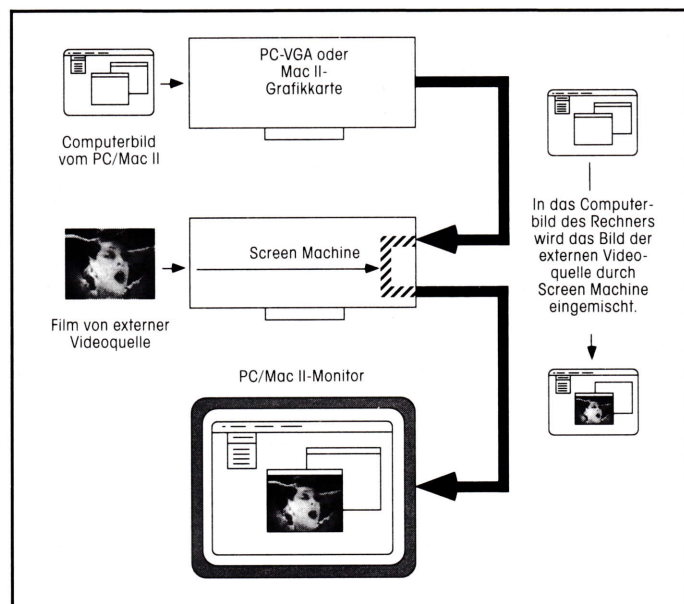 PC-VGA oder
Mac II-
Grafikkarte
Computerbild
vom PC/Mac II
In das Computer-
bild des Rechners
wird das Bild der
externen Video-
quelle durch
Screen Machine
eingemischt.
Screen Machine
Film von externer
Videoquelle
PC/Mac II-Monitor